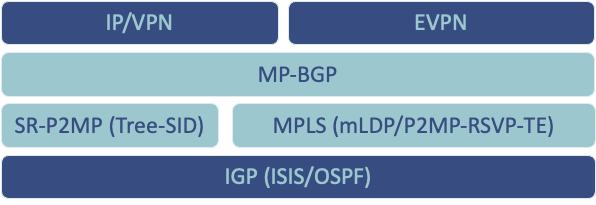 IP/VPN
EVPN
MP-BGP
SR-P2MP (Tree-SID)
MPLS (mLDP/P2MP-RSVP-TE)
IGP (ISIS/OSPF)